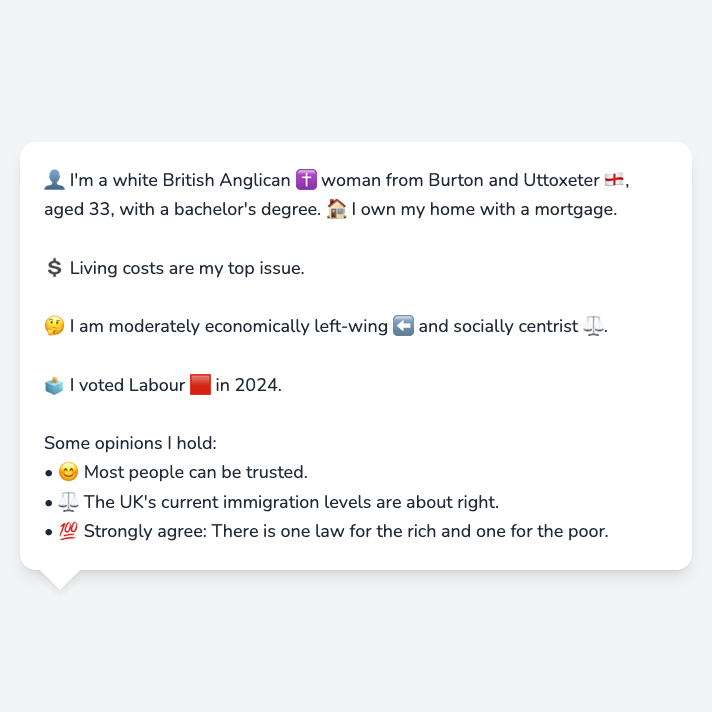 👤 I'm a white British Anglican ✝️ woman from Burton and Uttoxeter 🏴󠁧󠁢󠁥󠁮󠁧󠁿,
aged 33, with a bachelor's degree. 🏠 I own my home with a mortgage.
💲 Living costs are my top issue.
🤔 I am moderately economically left-wing ⬅️ and socially centrist ⚖️.
🗳️ I voted Labour 🟥 in 2024.
Some opinions I hold:
• 😊 Most people can be trusted.
• ⚖️ The UK's current immigration levels are about right.
• 💯 Strongly agree: There is one law for the rich and one for the poor.